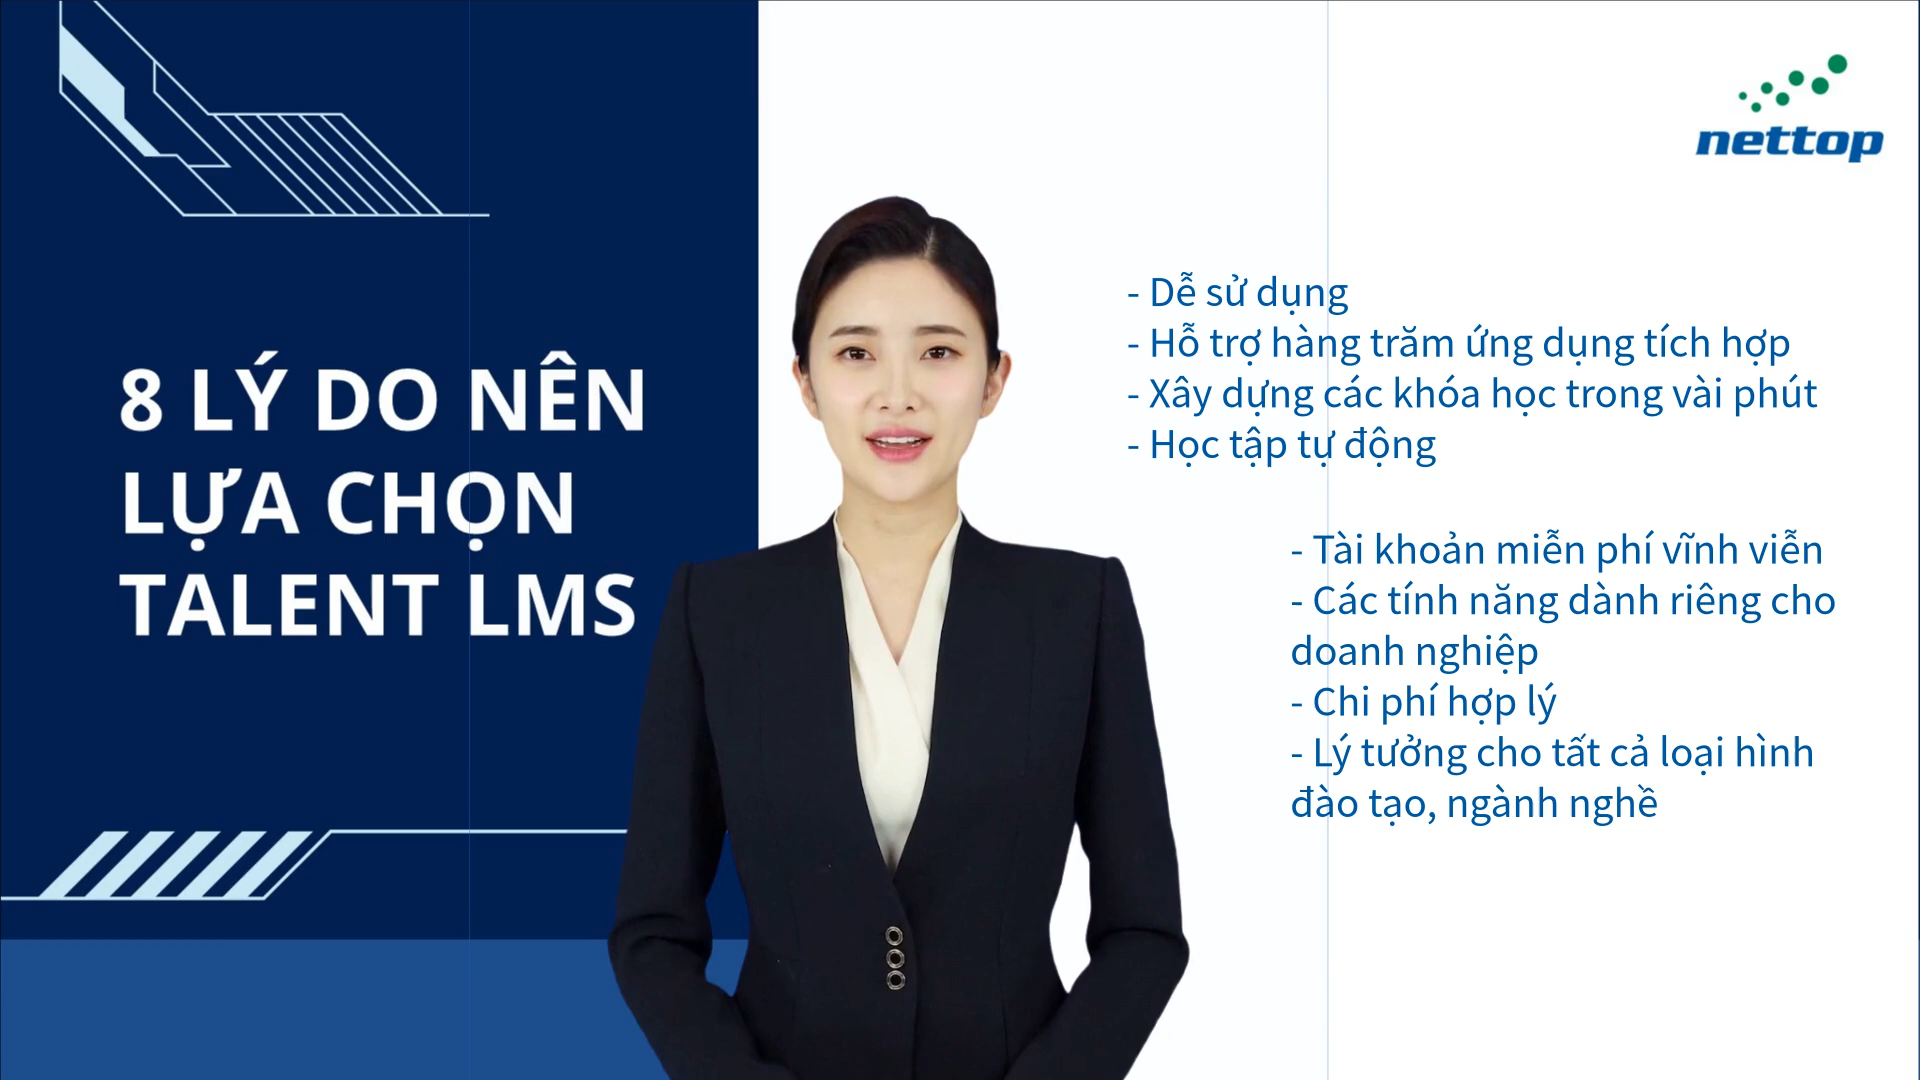 8 LÝ DO NÊN
LỰA CHỌN
TALENT LMS
nettop
- Dễ sử dụng
- Hỗ trợ hàng trăm ứng dụng tích hợp
- Xây dựng các khóa học trong vài phút
- Học tập tự động
- Tài khoản miễn phí vĩnh viễn
- Các tính năng dành riêng cho
doanh nghiệp
- Chi phí hợp lý
- Lý tưởng cho tất cả loại hình
đào tạo, ngành nghề